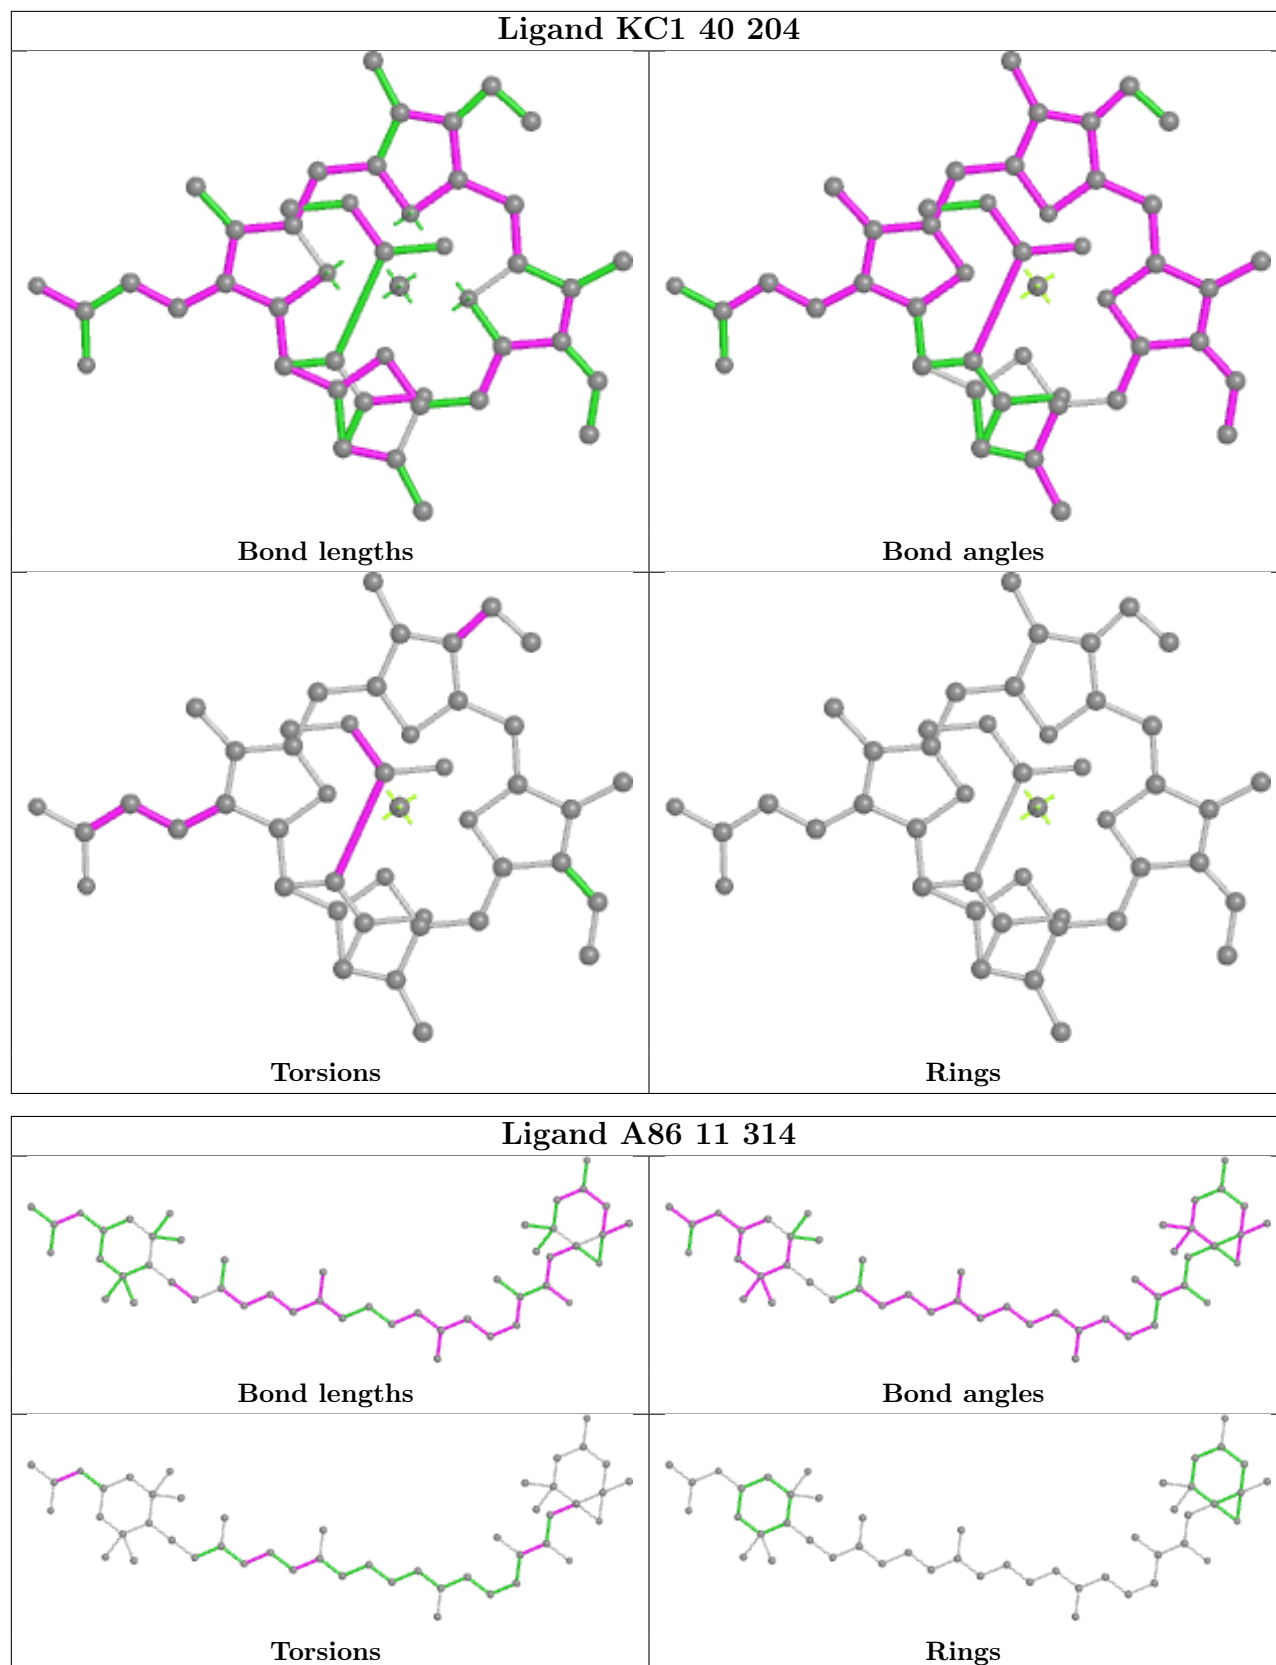 Ligand KC1 40 204
Bond lengths
Bond angles
Torsions
Rings
Ligand A86 11 314
Bond lengths
Bond angles
Torsions
Rings